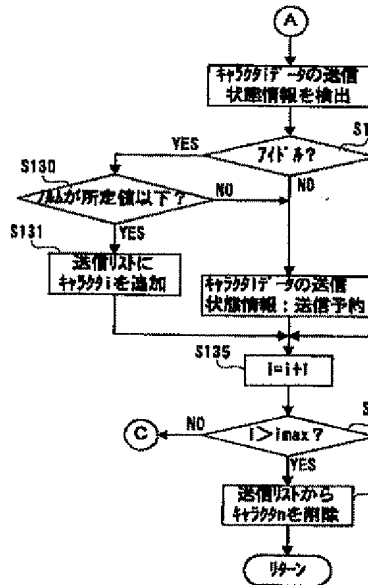 A
キャラクタiデータの送信
状態情報を検出
S1
アイドル?
YES
NO
S130
ノルムが所定値以下?
NO
YES
S131
送信リストに
キャラクタiを追加
キャラクタiデータの送信
状態情報:送信予約
S135
i=i+1
i>imax?
NO
C
YES
送信リストから
キャラクタnを削除
リターン